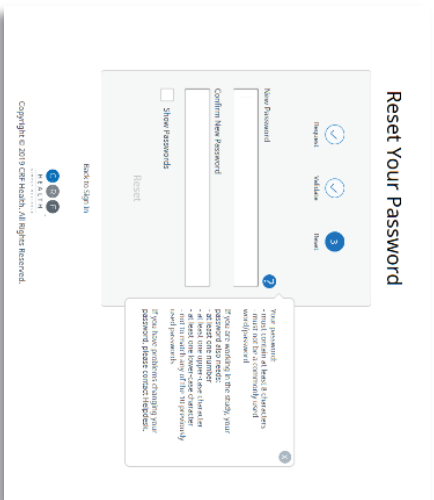 Reset Your Password
Request
Validate
Reset
3
New Password
?
Confirm New Password
Show Passwords
Reset
Your password:
- must contain at least 8 characters
- must not be a commonly used
word/password
If you are working in the study, your
password also needs:
- at least one number
- at least one upper-case character
- at least one lower-case character
- not to match any of the 10 previously
used passwords
If you have problems changing your
password, please contact Helpdesk.
X
Back to Sign In
CRF
HEALTH
Copyright © 2019 CRF Health. All Rights Reserved.